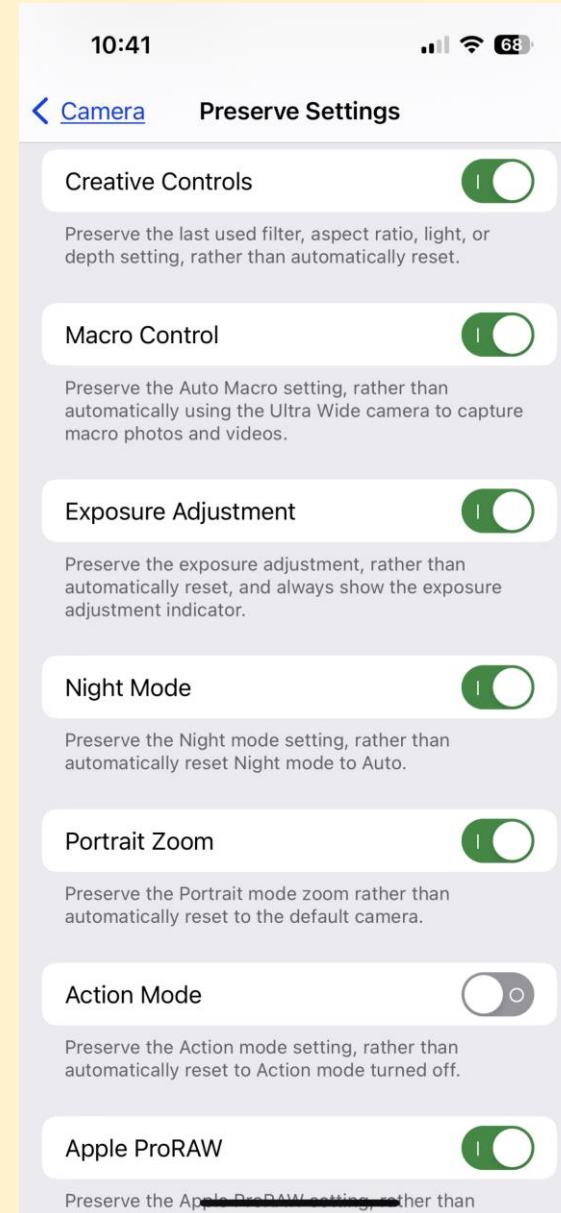 10:41
68
Camera Preserve Settings
Creative Controls
Preserve the last used filter, aspect ratio, light, or
depth setting, rather than automatically reset.
Macro Control
Preserve the Auto Macro setting, rather than
automatically using the Ultra Wide camera to capture
macro photos and videos.
Exposure Adjustment
Preserve the exposure adjustment, rather than
automatically reset, and always show the exposure
adjustment indicator.
Night Mode
Preserve the Night mode setting, rather than
automatically reset Night mode to Auto.
Portrait Zoom
Preserve the Portrait mode zoom rather than
automatically reset to the default camera.
Action Mode
Preserve the Action mode setting, rather than
automatically reset to Action mode turned off.
Apple ProRAW
Preserve the Apple ProRAW setting, rather than